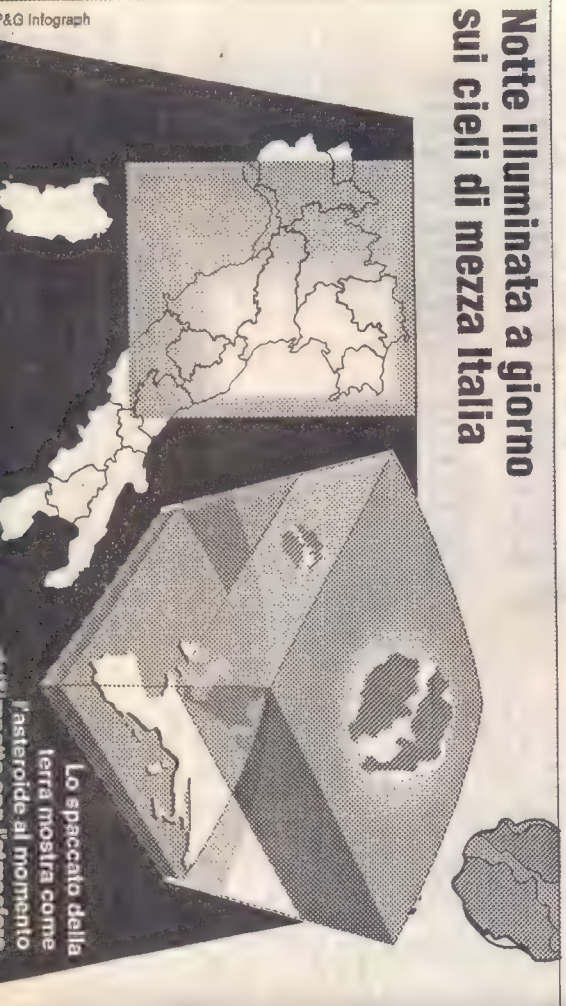 P&G Infograph
Notte illuminata a giorno
sui cieli di mezza Italia
Lo spaccato della
terra mostra come
l'asteroide al momento